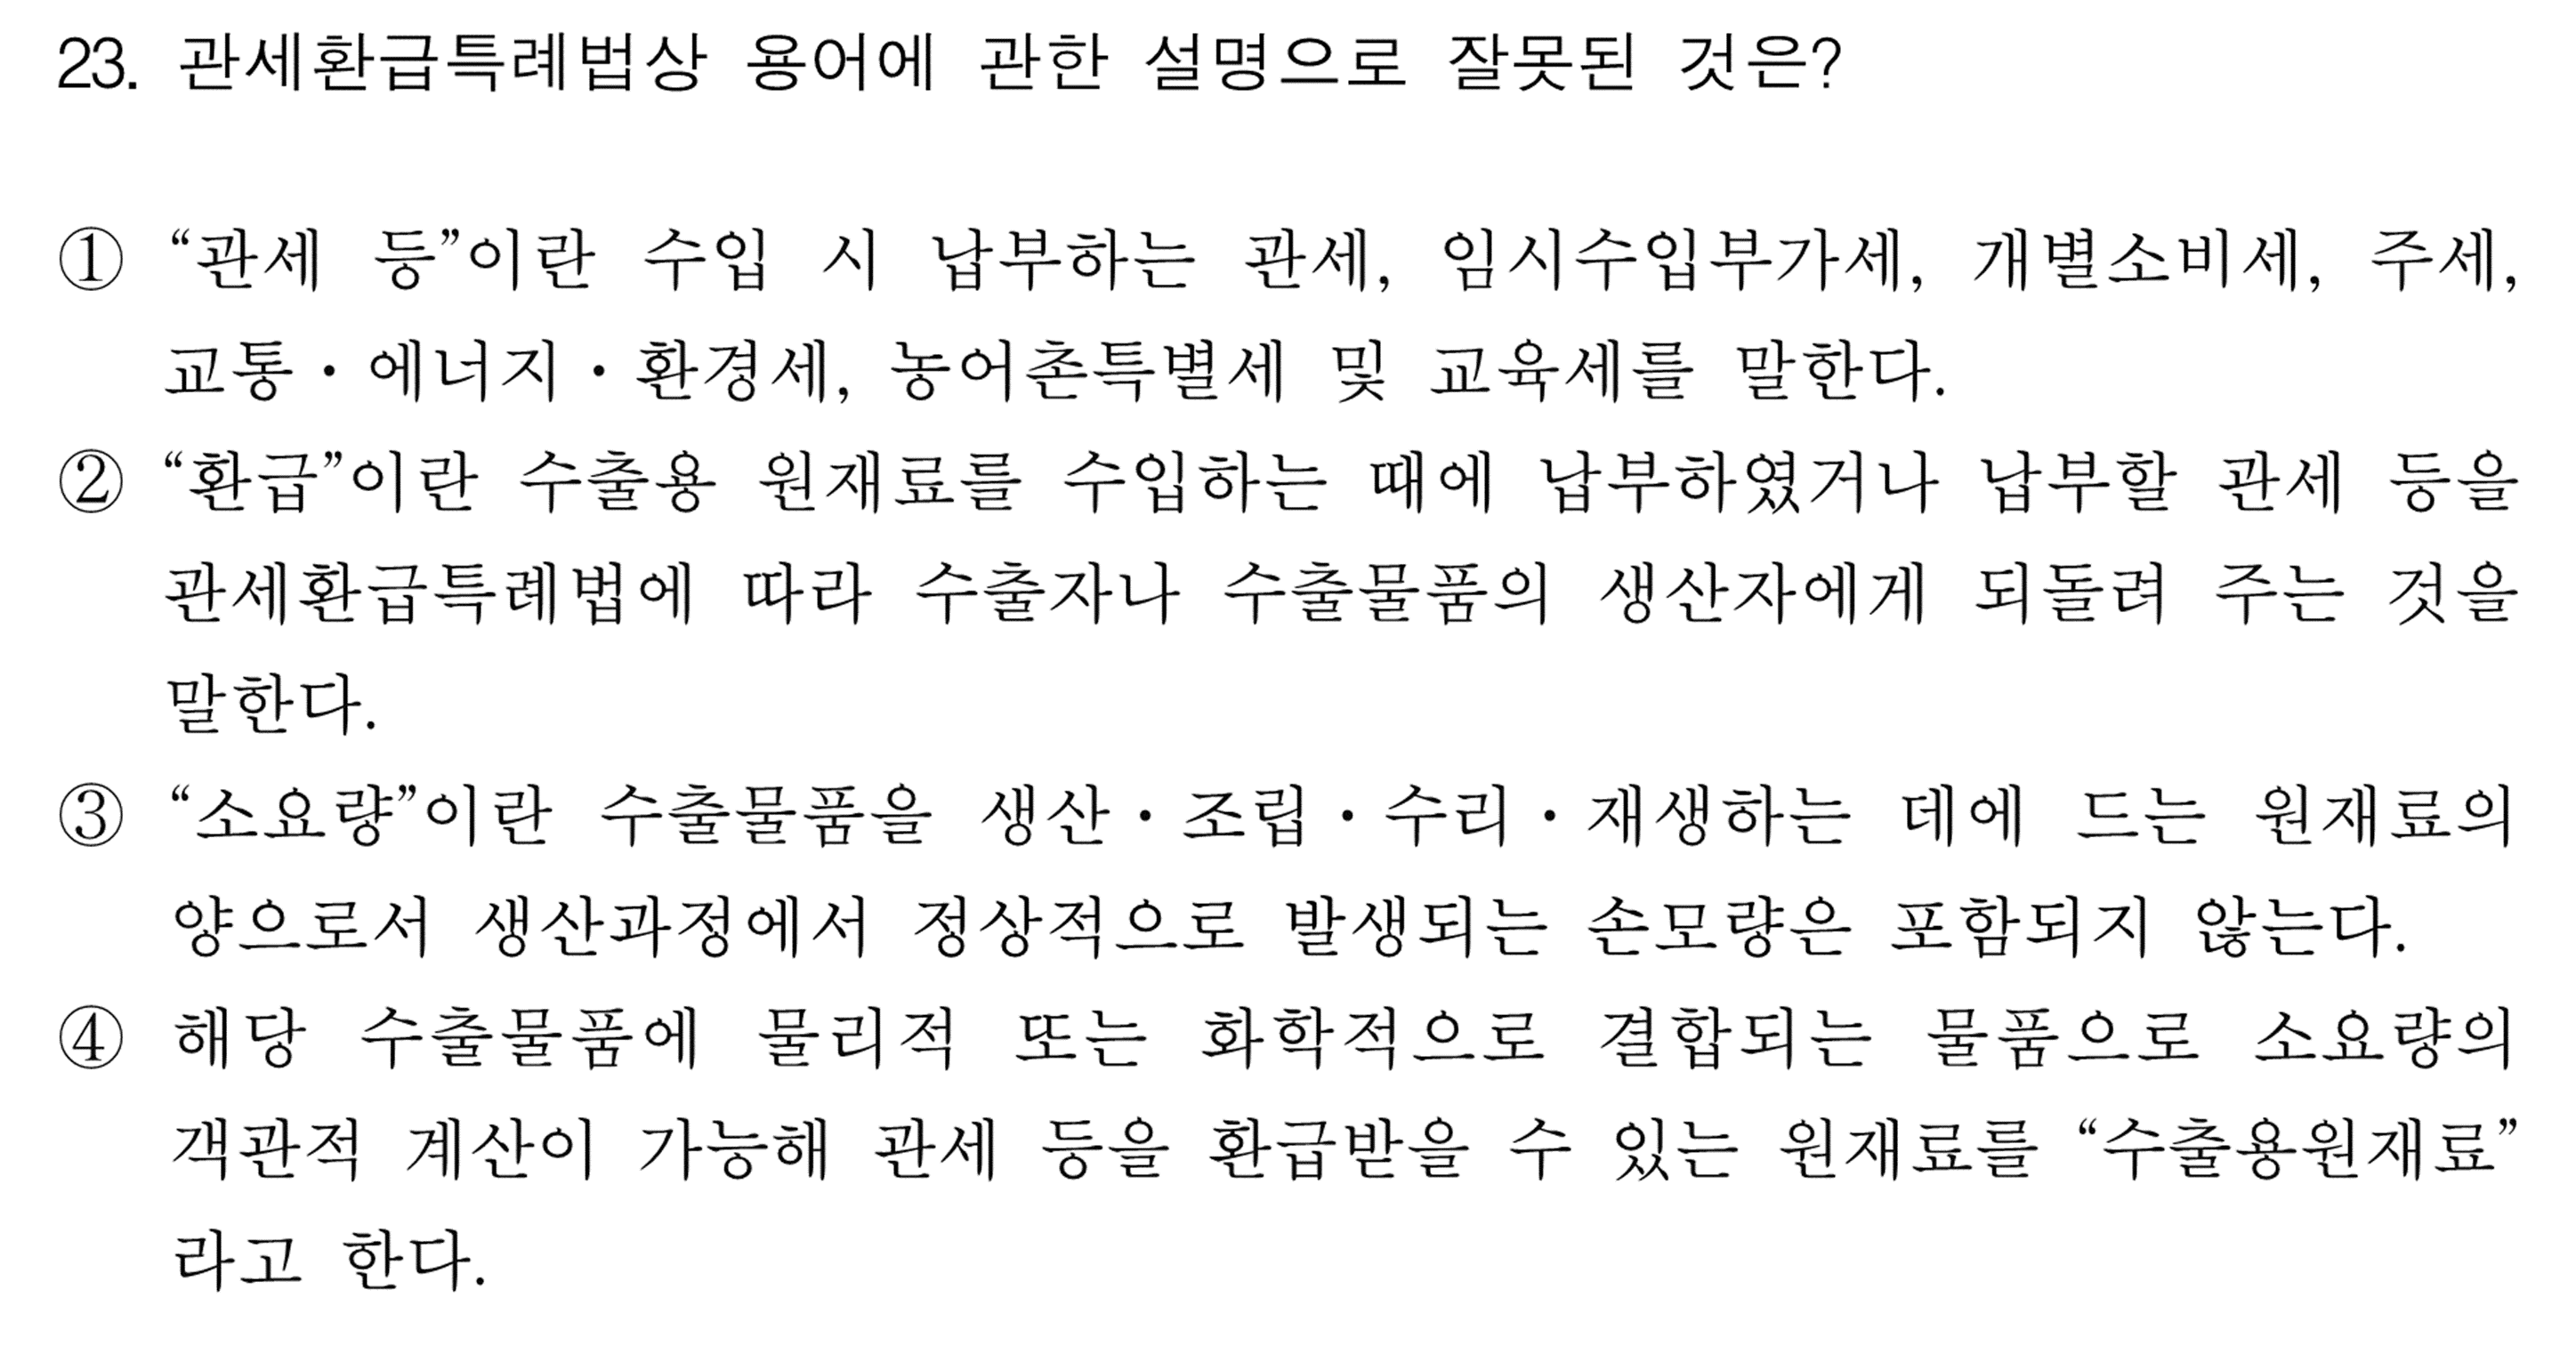 23. 관세환급특례법상 용어에 관한 설명으로 잘못된 것은?
① “관세 등”이란 수입 시 납부하는 관세, 임시수입부가세, 개별소비세, 주세,
교통・에너지・환경세, 농어촌특별세 및 교육세를 말한다.
② “환급”이란 수출용 원재료를 수입하는 때에 납부하였거나 납부할 관세 등을
관세환급특례법에 따라 수출자나 수출물품의 생산자에게 되돌려 주는 것을
말한다.
③ “소요량”이란 수출물품을 생산・조립・수리・재생하는 데에 드는 원재료의
양으로서 생산과정에서 정상적으로 발생되는 손모량은 포함되지 않는다.
④ 해당 수출물품에 물리적 또는 화학적으로 결합되는 물품으로 소요량의
객관적 계산이 가능해 관세 등을 환급받을 수 있는 원재료를 “수출용원재료”
라고 한다.